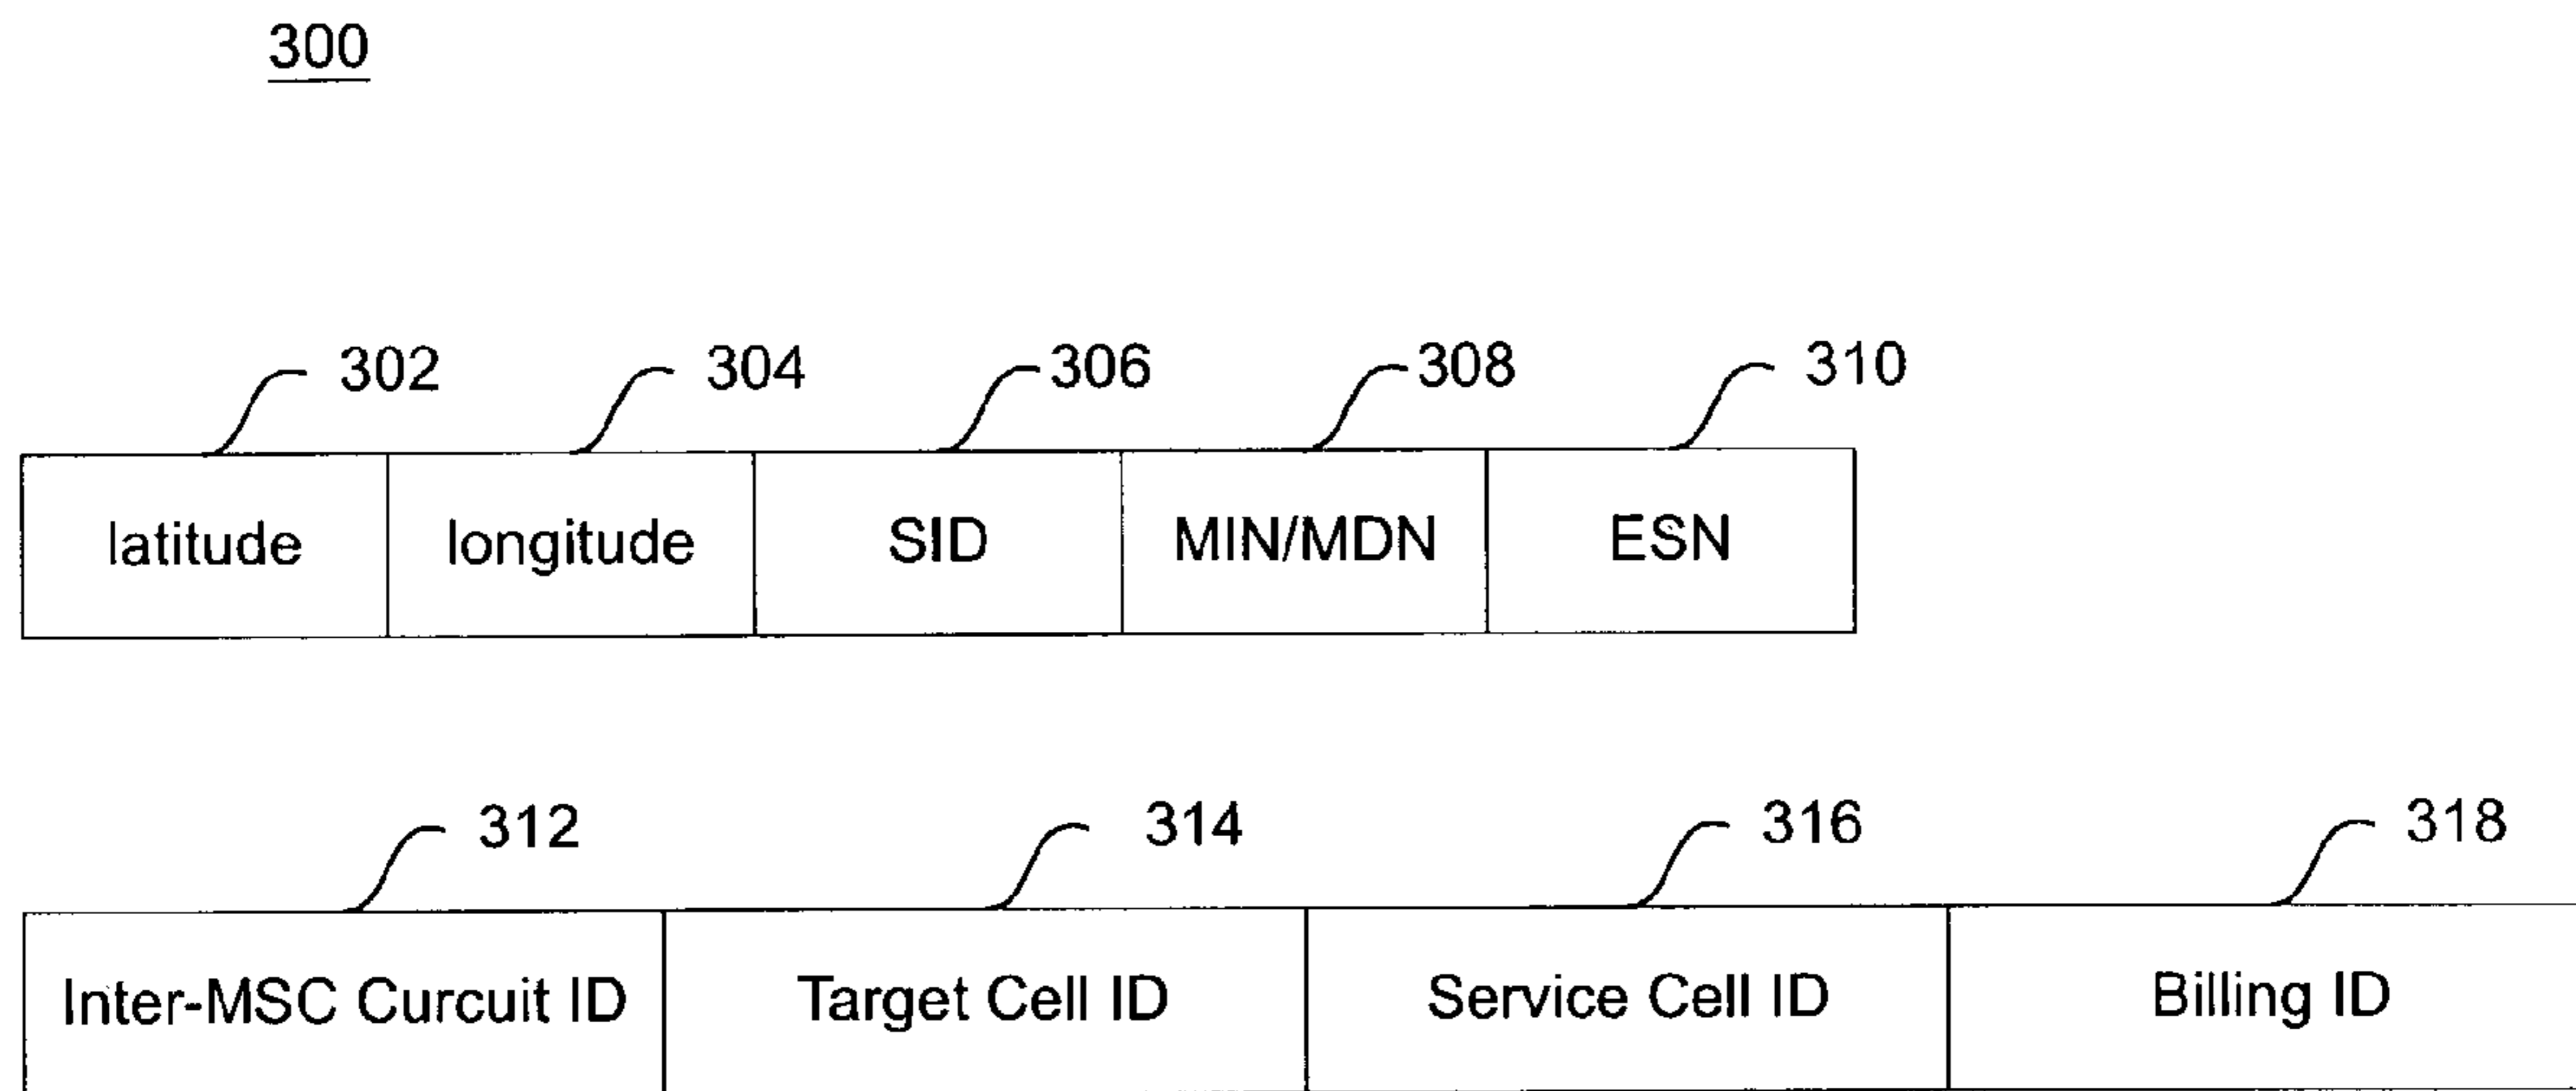 300
302 304 306 308 310
latitude longitude SID MIN/MDN ESN
312 314 316 318
Inter-MSC Curcuit ID Target Cell ID Service Cell ID Billing ID